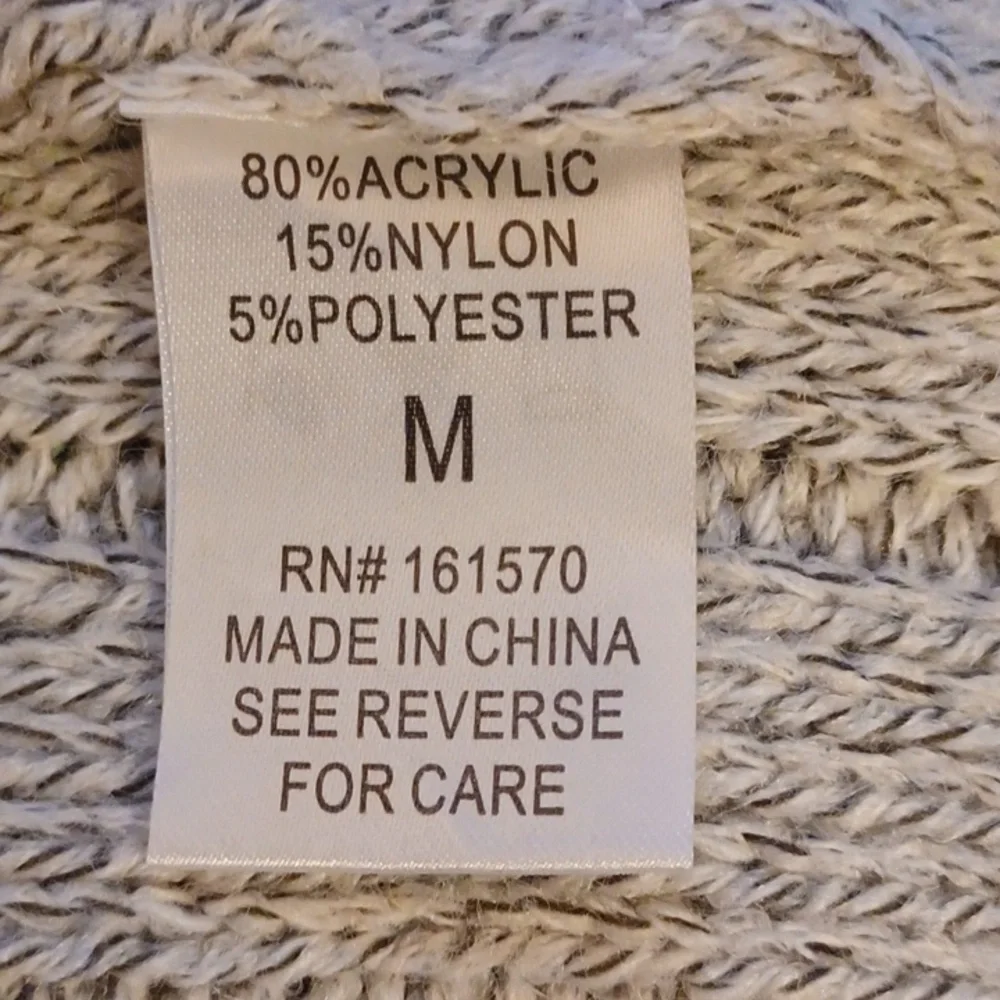 80%ACRYLIC
15%NYLON
5%POLYESTER
M
RN# 161570
MADE IN CHINA
SEE REVERSE
FOR CARE